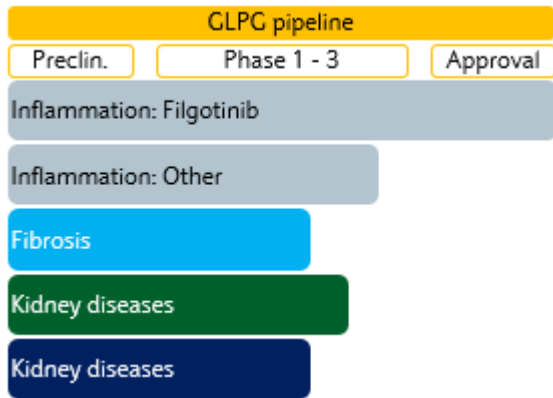 GLPG pipeline
Preclin. Phase 1 - 3 Approval
Inflammation: Filgotinib
Inflammation: Other
Fibrosis
Kidney diseases
Kidney diseases